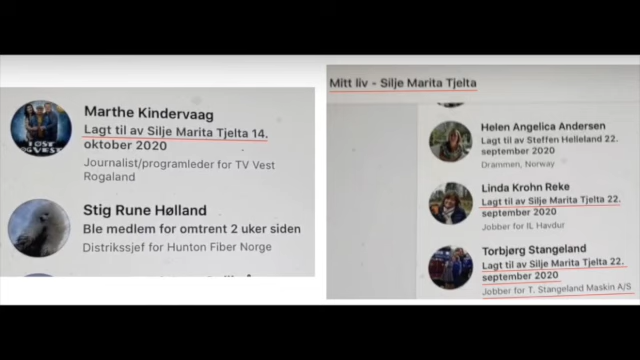 Marthe Kindervaag
Lagt til av Silje Marita Tjelta 14.
oktober 2020
Journalist/programleder for TV Vest
Rogaland
Stig Rune Hølland
Ble medlem for omtrent 2 uker siden
Distrikssjef for Hunton Fiber Norge
Mitt liv - Silje Marita Tjelta
Helen Angelica Andersen
Lagt til av Steffen Helleland 22.
september 2020
Drammen, Norway
Linda Krohn Reke
Lagt til av Silje Marita Tjelta 22.
september 2020
Jobber for IL Havdur
Torbjørg Stangeland
Lagt til av Silje Marita Tjelta 22.
september 2020
Jobber for T. Stangeland Maskin A/S